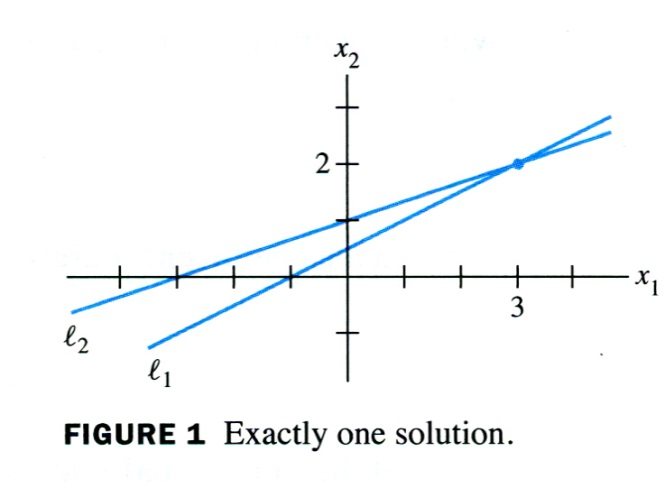 x₂
2
x₁
3
ℓ₂
ℓ₁
FIGURE 1 Exactly one solution.